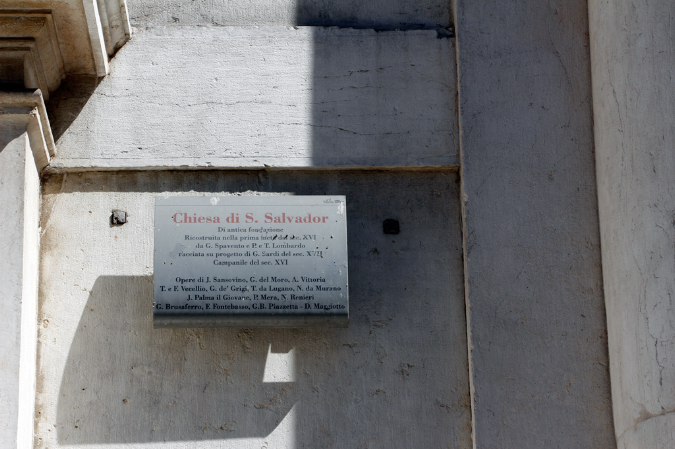 Chiesa di S. Salvador
Di antica fondazione
Ricostruita nella prima metà del sec. XVI
da G. Spavento e P. e T. Lombardo
Facciata su progetto di G. Sardi del sec. XVII
Campanile del sec. XVI
Opere di J. Sansovino, G. del Moro, A. Vittoria
T. e F. Vecellio, G. de' Grigi, T. da Lugano, N. da Murano
J. Palma il Giovane, P. Mera, N. Renieri
G. Brusaferro, F. Fontebasso, G.B. Piazzetta - D. Maggiotto